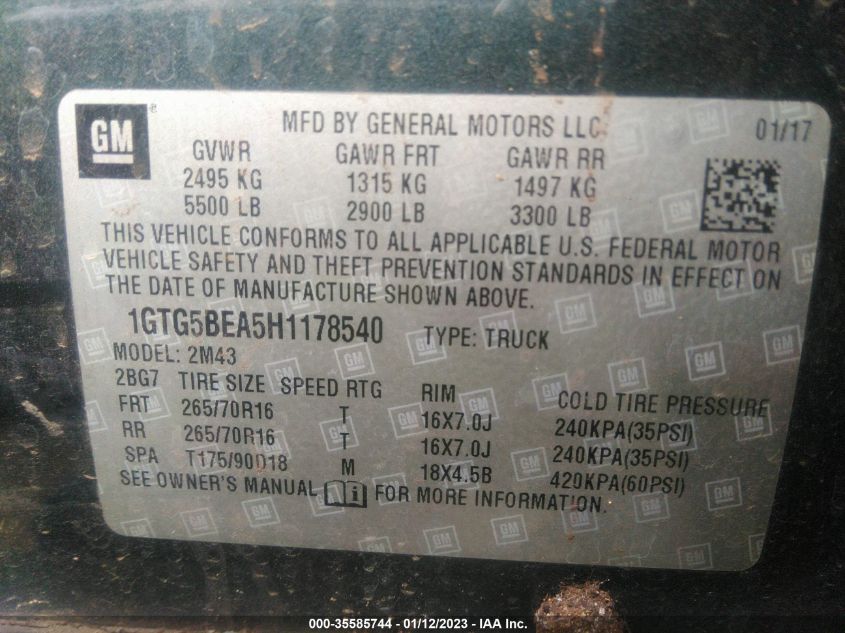 GM ® MFD BY GENERAL MOTORS LLC 01/17
GVWR GAWR FRT GAWR RR
2495 KG 1315 KG 1497 KG
5500 LB 2900 LB 3300 LB
THIS VEHICLE CONFORMS TO ALL APPLICABLE U.S. FEDERAL MOTOR
VEHICLE SAFETY AND THEFT PREVENTION STANDARDS IN EFFECT ON
THE DATE OF MANUFACTURE SHOWN ABOVE.
1GTG5BEA5H1178540 TYPE: TRUCK
MODEL: 2M43
2BG7 TIRE SIZE SPEED RTG RIM COLD TIRE PRESSURE
FRT 265/70R16 T 16X7.0J 240KPA(35PSI)
RR 265/70R16 T 16X7.0J 240KPA(35PSI)
SPA T175/90D18 M 18X4.5B 420KPA(60PSI)
SEE OWNER'S MANUAL i FOR MORE INFORMATION.
000-35585744 - 01/12/2023 - IAA Inc.